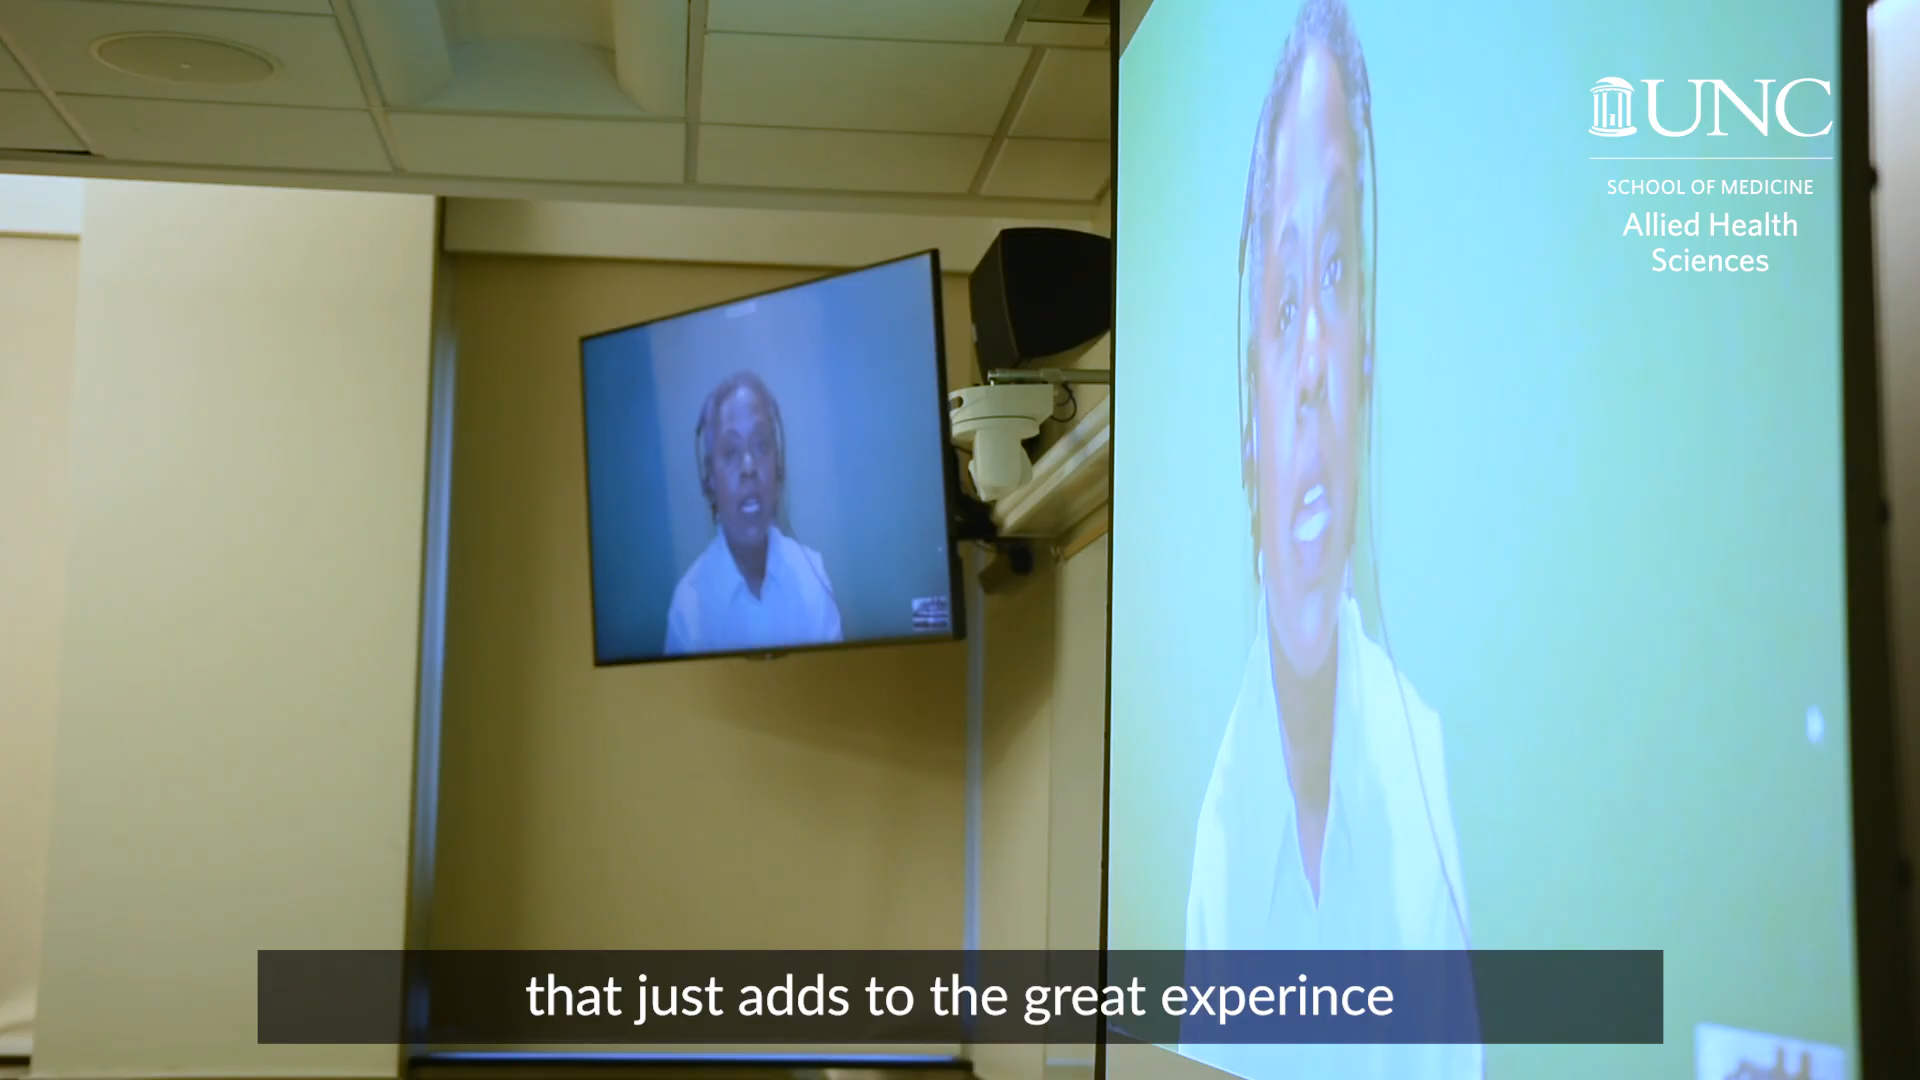 UNC
SCHOOL OF MEDICINE
Allied Health
Sciences
that just adds to the great experince